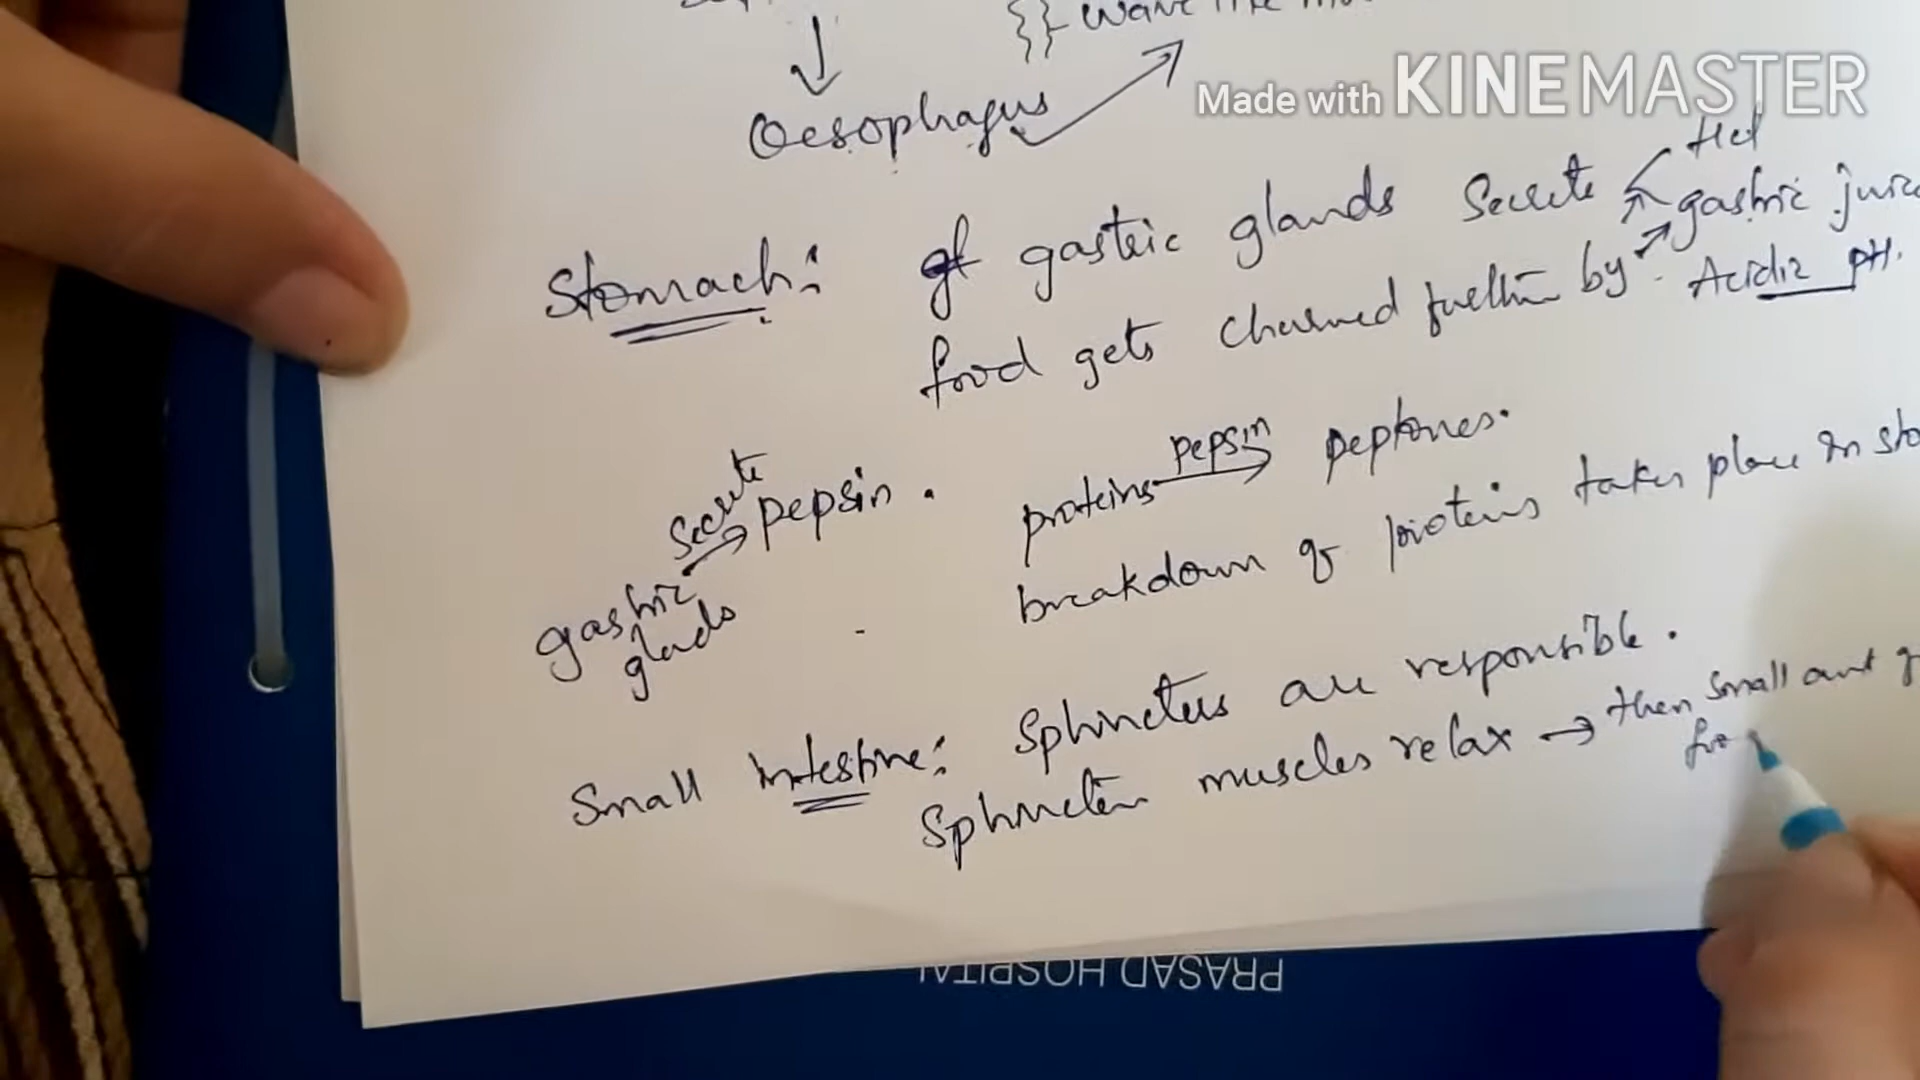 }} wave like
Made with KINEMASTER
Oesophagus
Stomach: gastric glands secrete
Hcl
gastric juice
Acidic pH.
food gets churned further by
gastric glands secrete pepsin.
proteins pepsin peptones.
breakdown of proteins takes place in sto
Small intestine: Sphincters are responsible.
Sphincter muscles relax → then small amt
PRASAD HOSPITAL